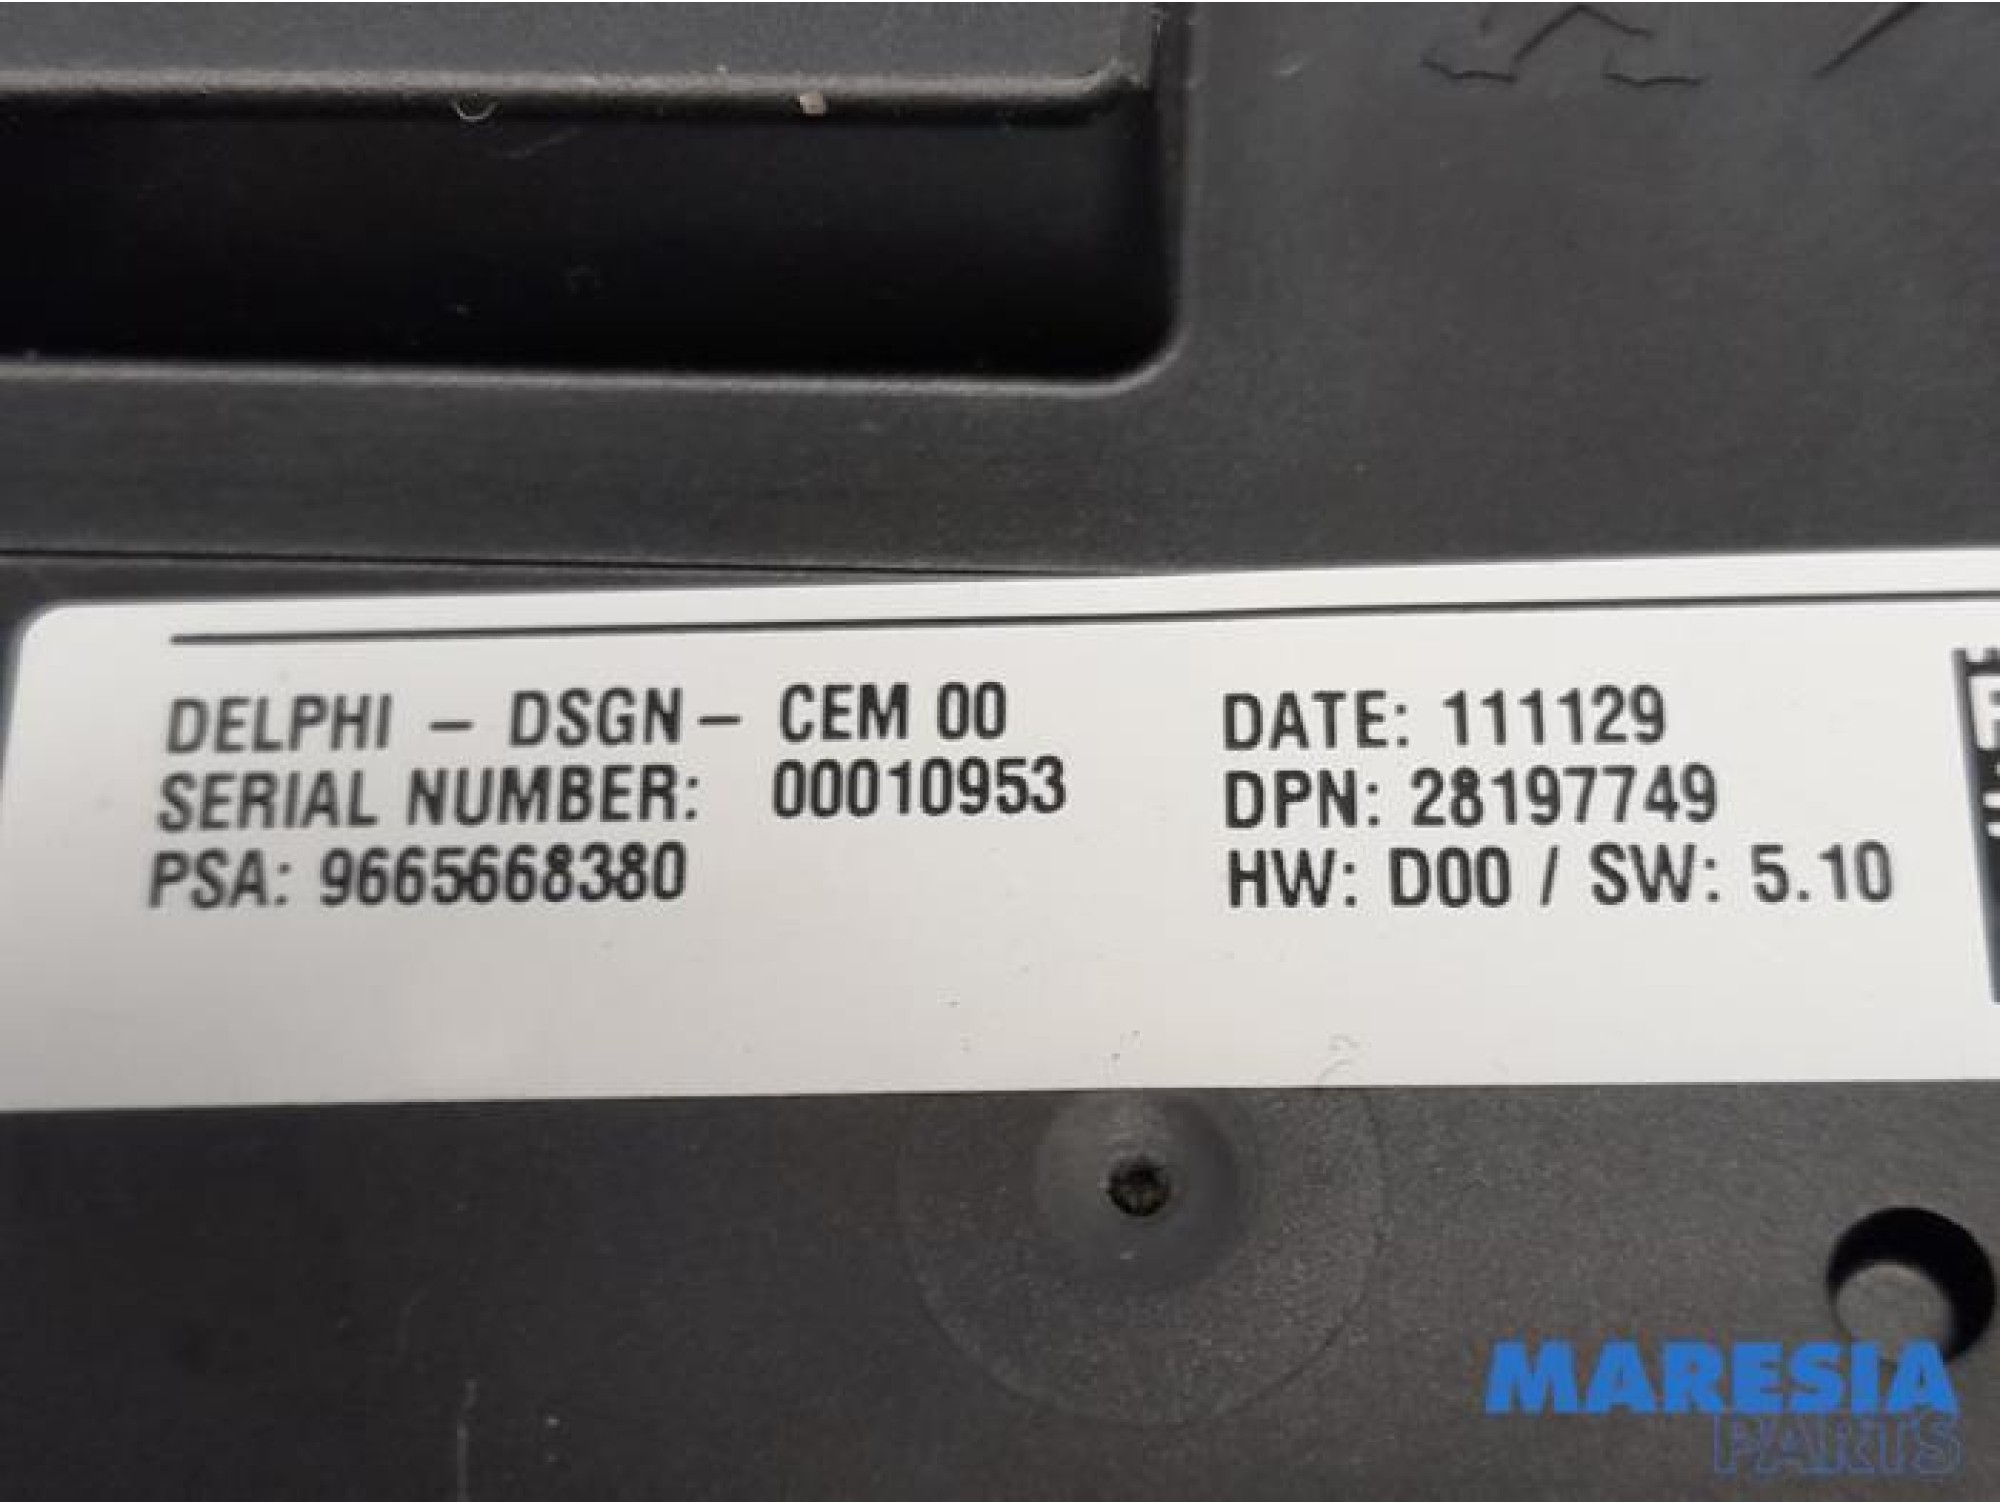 DELPHI - DSGN - CEM 00
SERIAL NUMBER: 00010953
PSA: 9665668380
DATE: 111129
DPN: 28197749
HW: D00 / SW: 5.10
MARESIA
PARTS